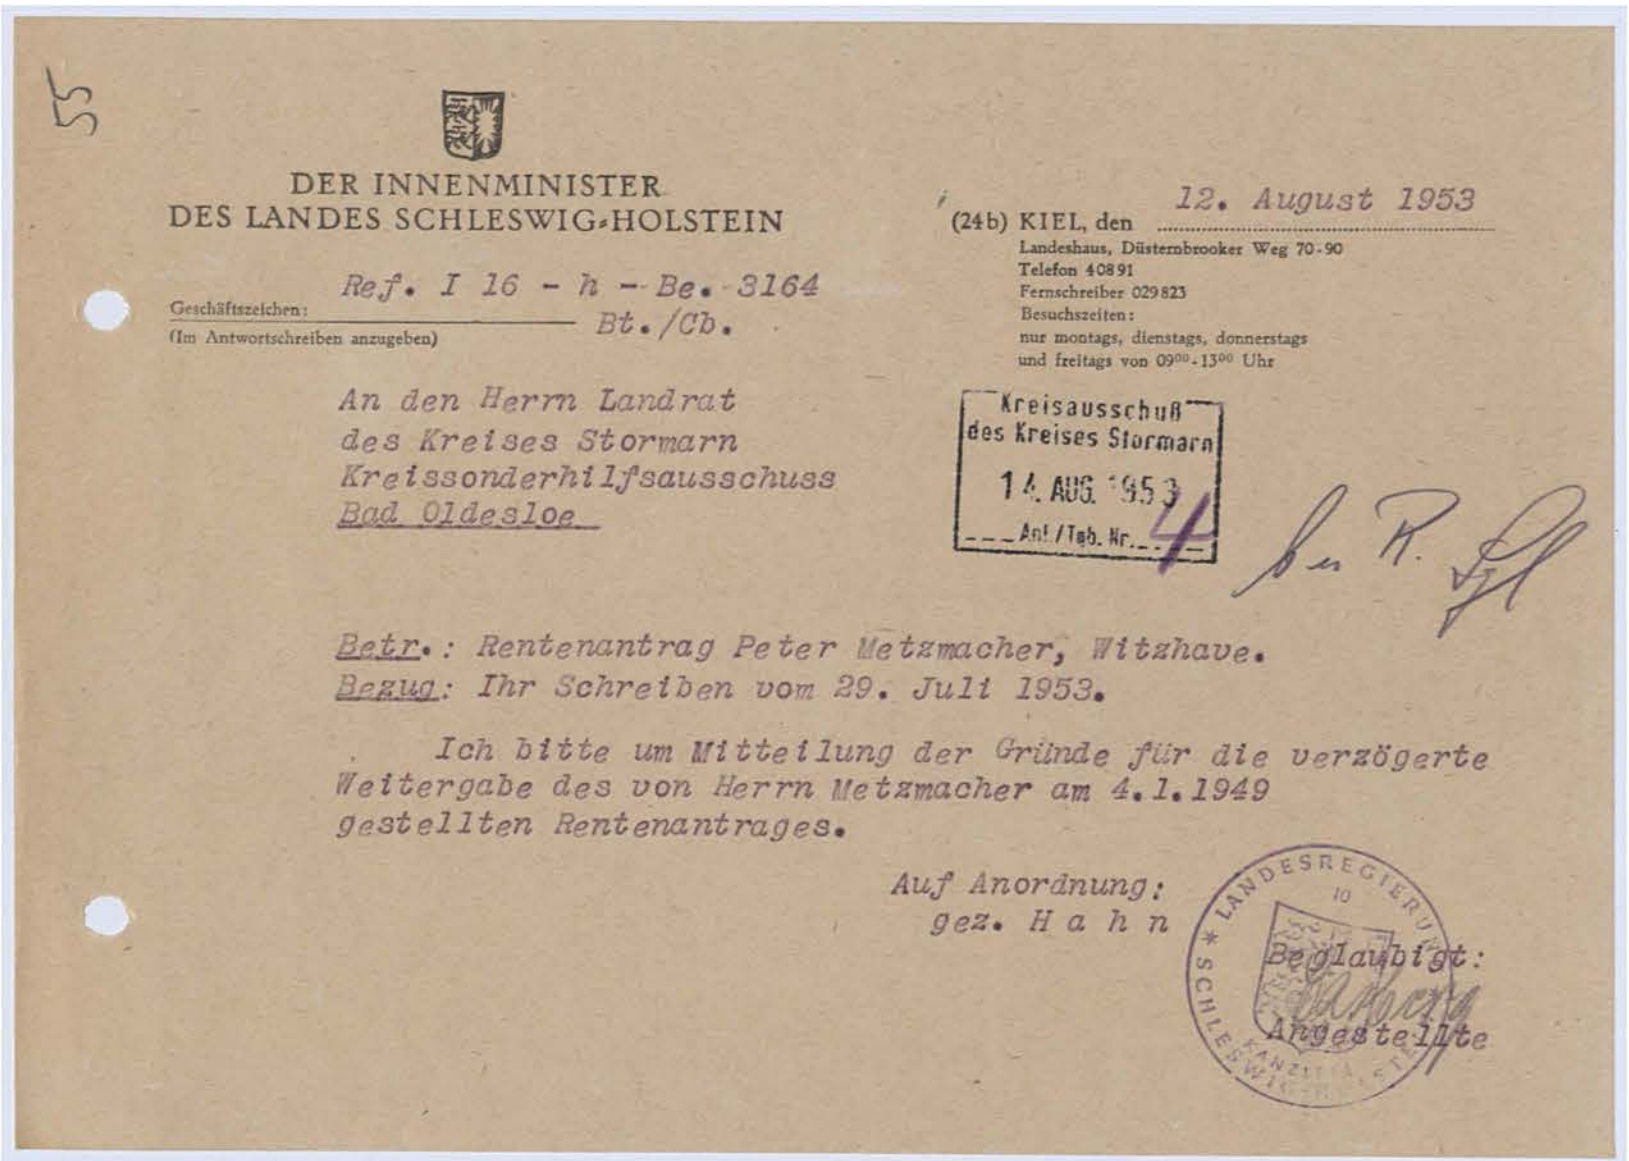 55
DER INNENMINISTER
DES LANDES SCHLESWIG=HOLSTEIN
12. August 1953
(24b) KIEL, den
Landeshaus, Düsternbrooker Weg 70-90
Telefon 40891
Fernschreiber 029823
Besuchszeiten:
nur montags, dienstags, donnerstags
und freitags von 09⁰⁰-13⁰⁰ Uhr
Ref. I 16 - h - Be. 3164
Geschäftszeichen:
Bt./Cb.
(Im Antwortschreiben anzugeben)
An den Herrn Landrat
des Kreises Stormarn
Kreissonderhilfsausschuss
Bad Oldesloe
Kreisausschuß
des Kreises Stormarn
14. AUG. 1953
Anl./Tgb. Nr. 4
R.
Betr.: Rentenantrag Peter Metzmacher, Witzhave.
Bezug: Ihr Schreiben vom 29. Juli 1953.
Ich bitte um Mitteilung der Gründe für die verzögerte
Weitergabe des von Herrn Metzmacher am 4.1.1949
gestellten Rentenantrages.
Auf Anordnung:
gez. H a h n
LANDESREGIERUNG
10
SCHLESWIG-HOLSTEIN
Beglaubigt:
Angestellte